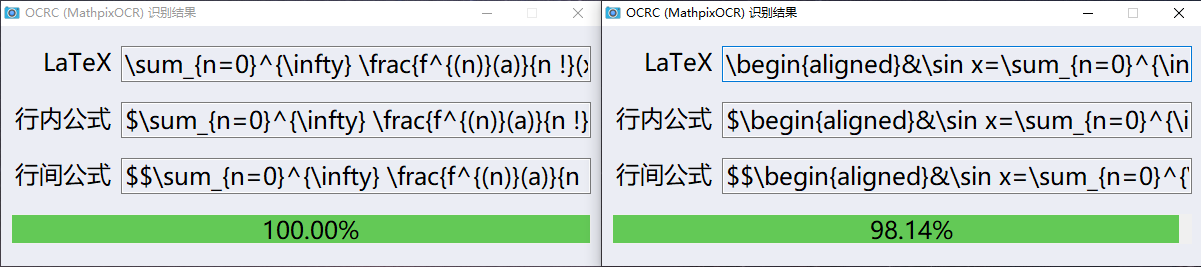 OCRC (MathpixOCR) 识别结果
LaTeX \sum_{n=0}^{\infty} \frac{f^{(n)}(a)}{n !}(x
行内公式 $\sum_{n=0}^{\infty} \frac{f^{(n)}(a)}{n !}
行间公式 $$\sum_{n=0}^{\infty} \frac{f^{(n)}(a)}{n
100.00%
OCRC (MathpixOCR) 识别结果
LaTeX \begin{aligned}&\sin x=\sum_{n=0}^{\in
行内公式 $\begin{aligned}&\sin x=\sum_{n=0}^{\i
行间公式 $$\begin{aligned}&\sin x=\sum_{n=0}^{\
98.14%